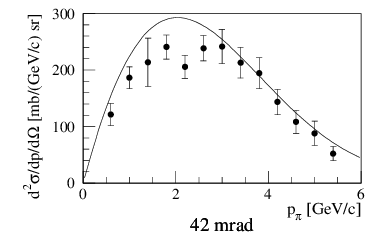 300
200
100
0
d²σ/dp/dΩ [mb/(GeV/c) sr]
0 2 4 6
p_π [GeV/c]
42 mrad